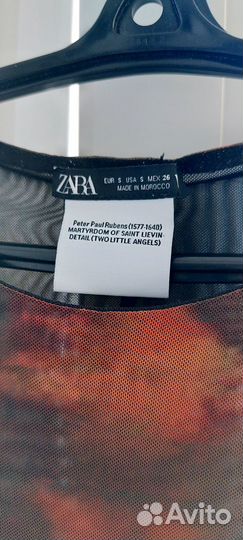 ZARA
EUR S USA S MEX 26
MADE IN MOROCCO
Peter Paul Rubens (1577-1640)
MARTYRDOM OF SAINT LIEVIN-
DETAIL (TWO LITTLE ANGELS)
Avito